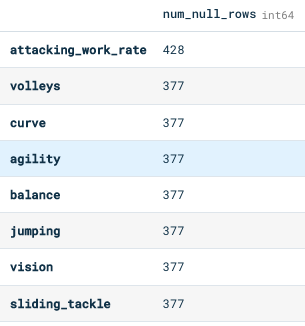 num_null_rows int64
attacking_work_rate 428
volleys 377
curve 377
agility 377
balance 377
jumping 377
vision 377
sliding_tackle 377